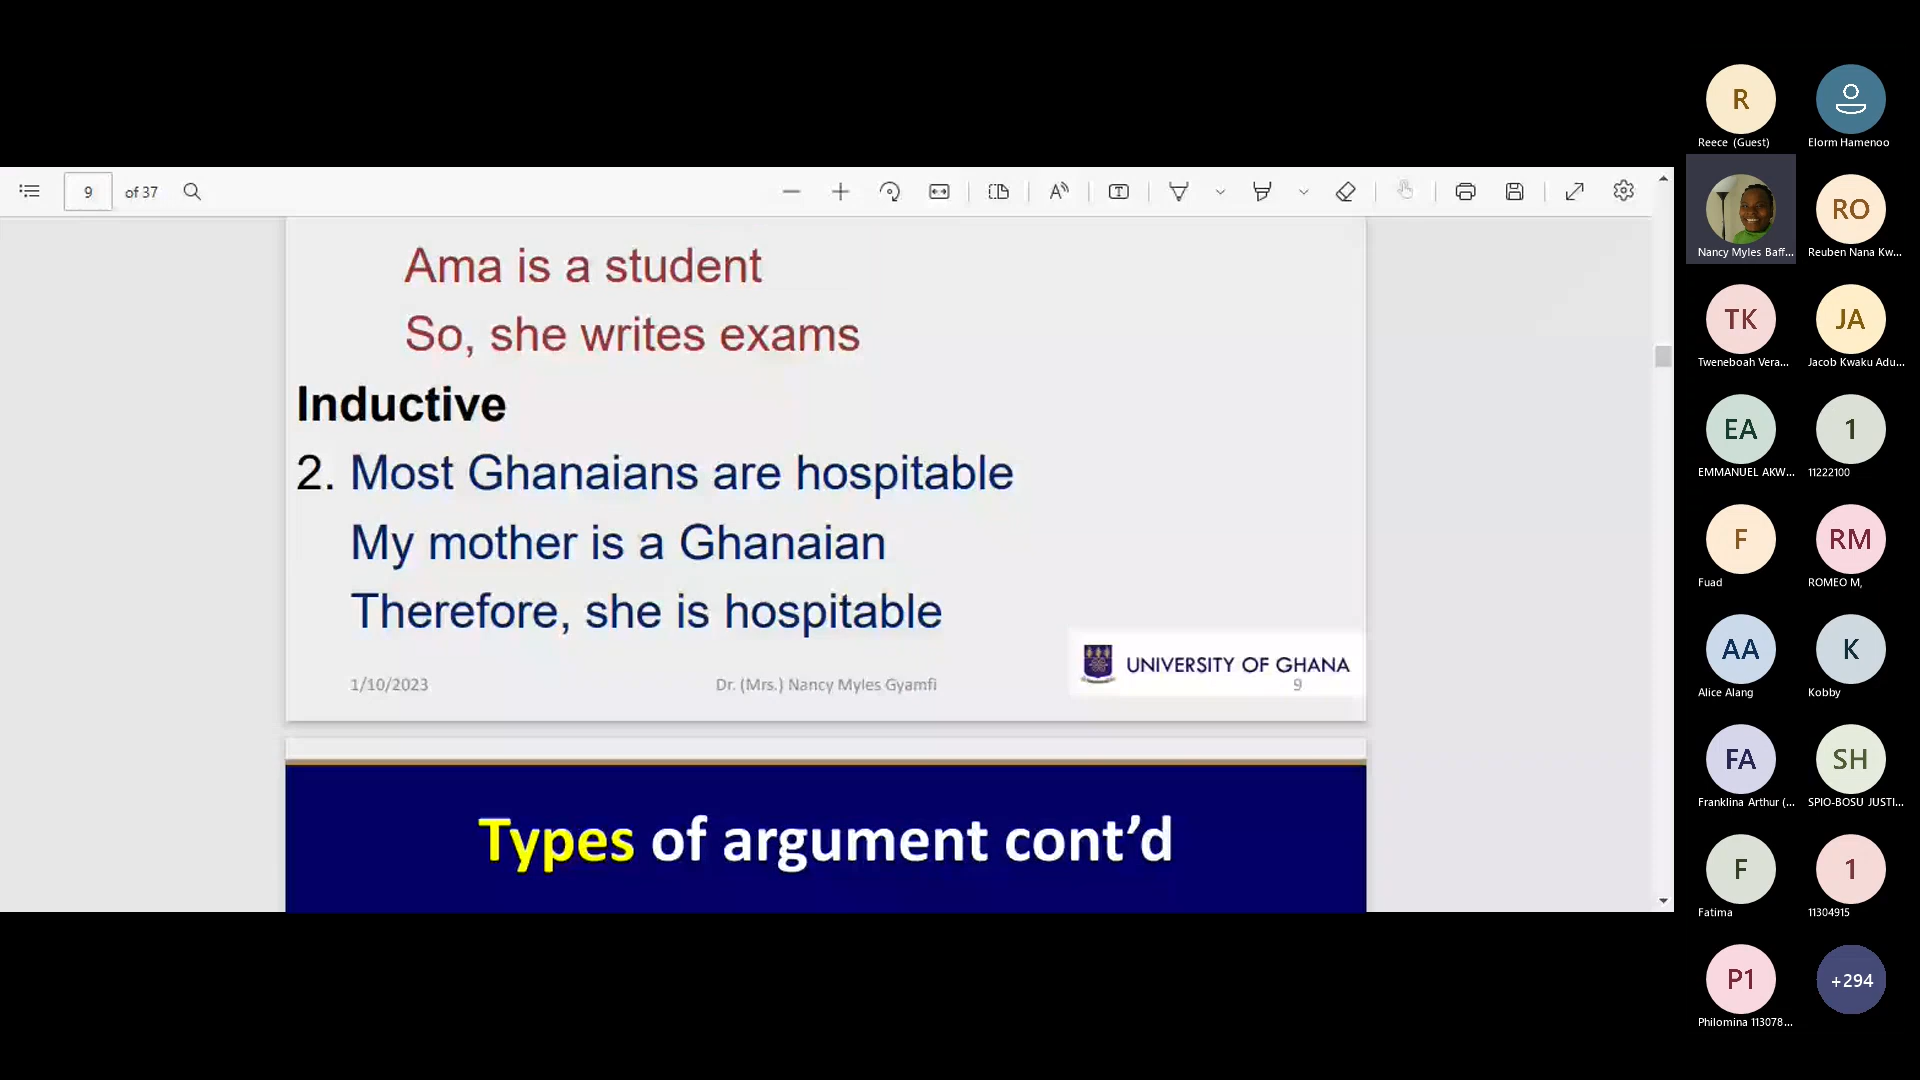 9 of 37
Ama is a student
So, she writes exams
Inductive
2. Most Ghanaians are hospitable
My mother is a Ghanaian
Therefore, she is hospitable
1/10/2023 Dr. (Mrs.) Nancy Myles Gyamfi
UNIVERSITY OF GHANA
9
Types of argument cont’d
R
Reece (Guest)
Elorm Hamenoo
Nancy Myles Baff...
RO
Reuben Nana Kw...
TK
Tweneboah Vera...
JA
Jacob Kwaku Adu...
EA
EMMANUEL AKW...
1
11222100
F
Fuad
RM
ROMEO M,
AA
Alice Alang
K
Kobby
FA
Franklina Arthur (...
SH
SPIO-BOSU JUSTI...
F
Fatima
1
11304915
P1
Philomina 113078...
+294